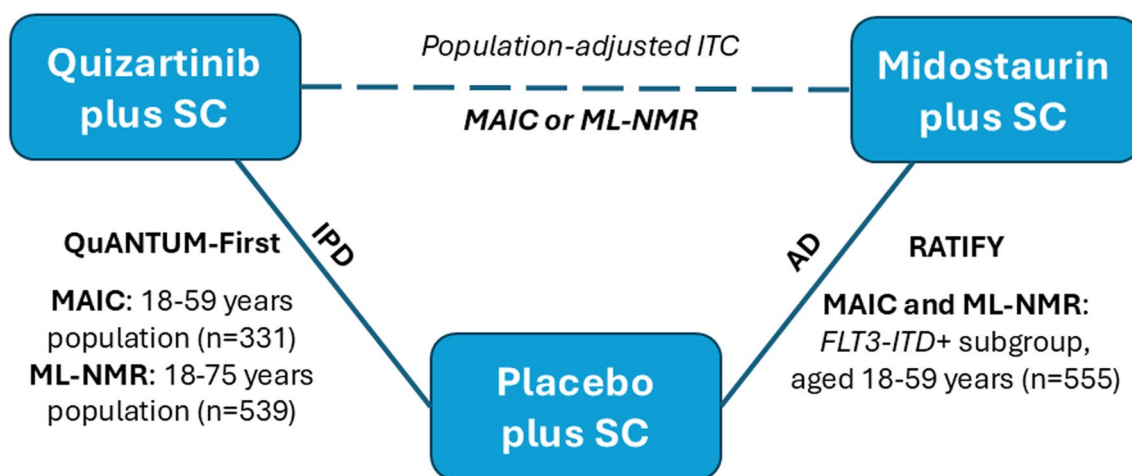 Quizartinib
plus SC
Population-adjusted ITC
MAIC or ML-NMR
Midostaurin
plus SC
QuANTUM-First
MAIC: 18-59 years
population (n=331)
ML-NMR: 18-75 years
population (n=539)
IPD
AD
RATIFY
MAIC and ML-NMR:
FLT3-ITD+ subgroup,
aged 18-59 years (n=555)
Placebo
plus SC